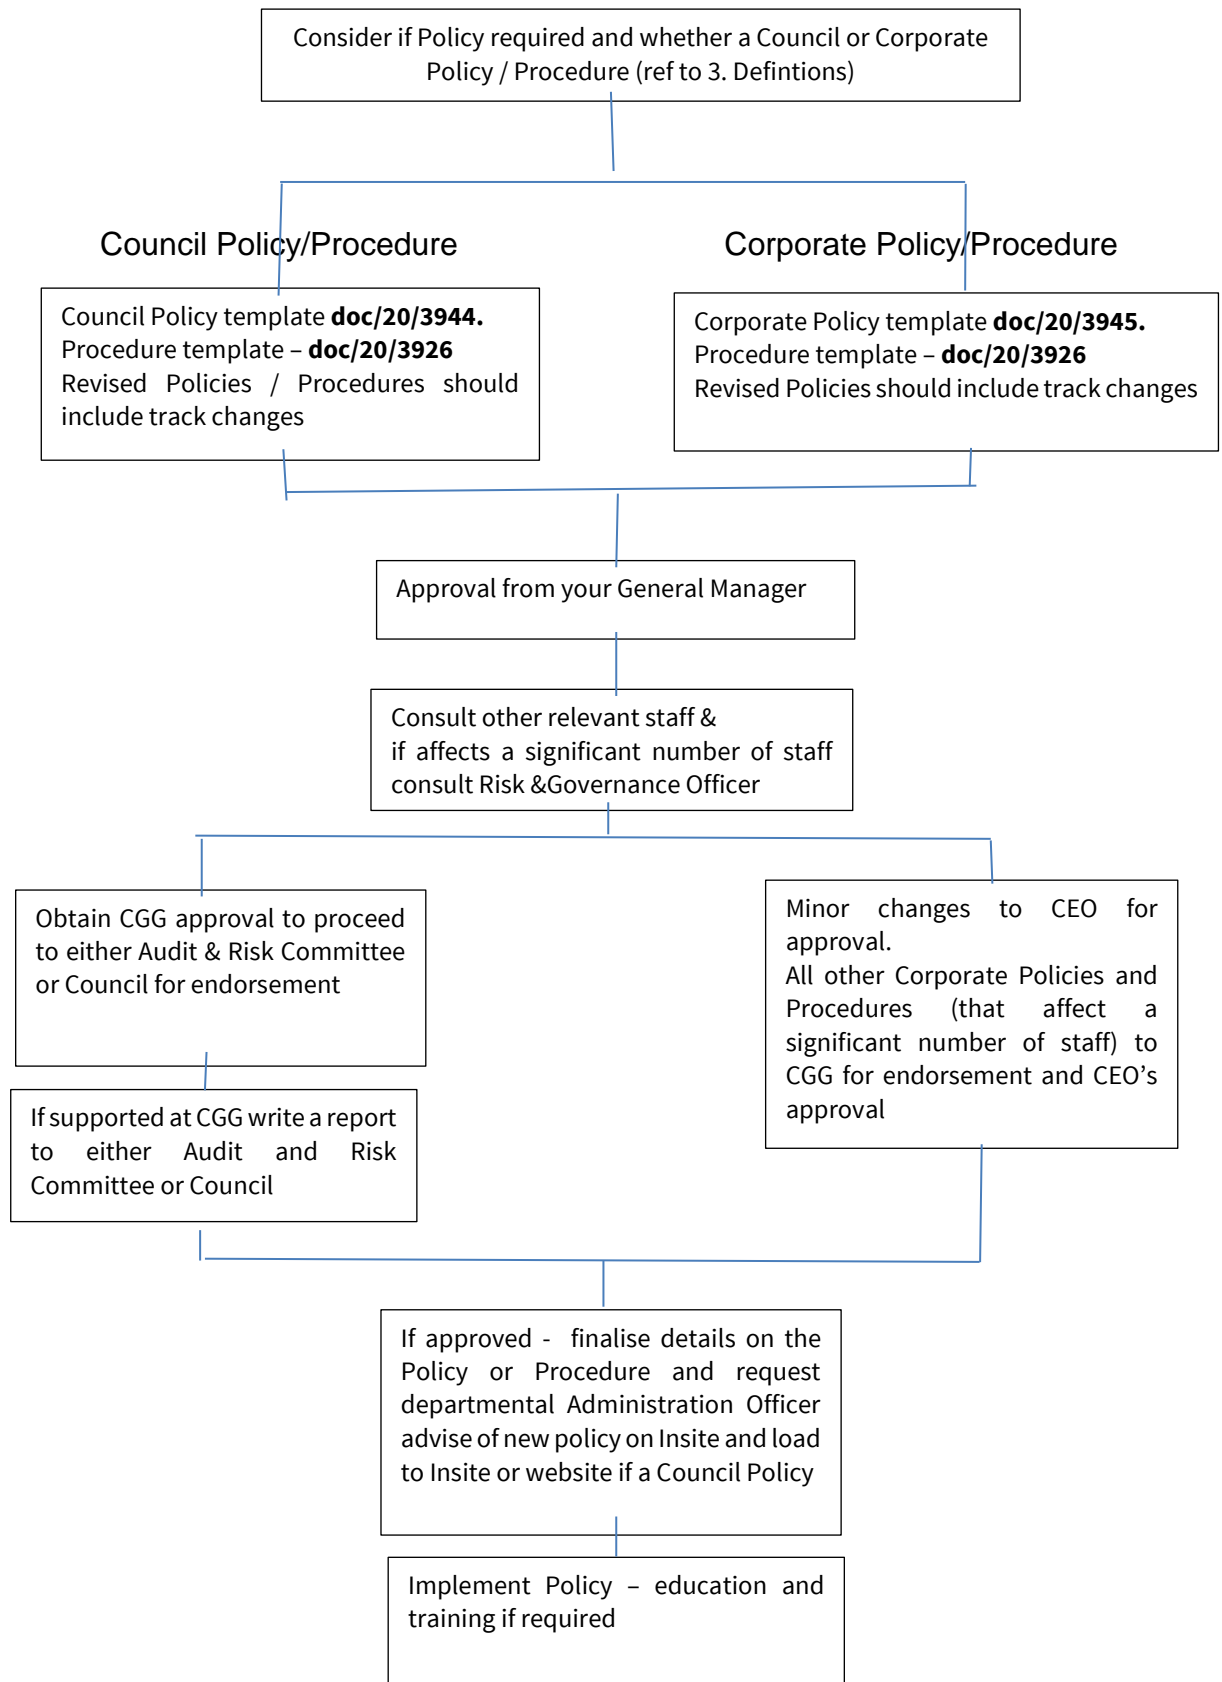 Consider if Policy required and whether a Council or Corporate
Policy / Procedure (ref to 3. Defintions)
Council Policy/Procedure
Corporate Policy/Procedure
Council Policy template doc/20/3944.
Procedure template – doc/20/3926
Revised Policies / Procedures should
include track changes
Corporate Policy template doc/20/3945.
Procedure template – doc/20/3926
Revised Policies should include track changes
Approval from your General Manager
Consult other relevant staff &
if affects a significant number of staff
consult Risk &Governance Officer
Obtain CGG approval to proceed
to either Audit & Risk Committee
or Council for endorsement
If supported at CGG write a report
to either Audit and Risk
Committee or Council
Minor changes to CEO for
approval.
All other Corporate Policies and
Procedures (that affect a
significant number of staff) to
CGG for endorsement and CEO’s
approval
If approved - finalise details on the
Policy or Procedure and request
departmental Administration Officer
advise of new policy on Insite and load
to Insite or website if a Council Policy
Implement Policy – education and
training if required